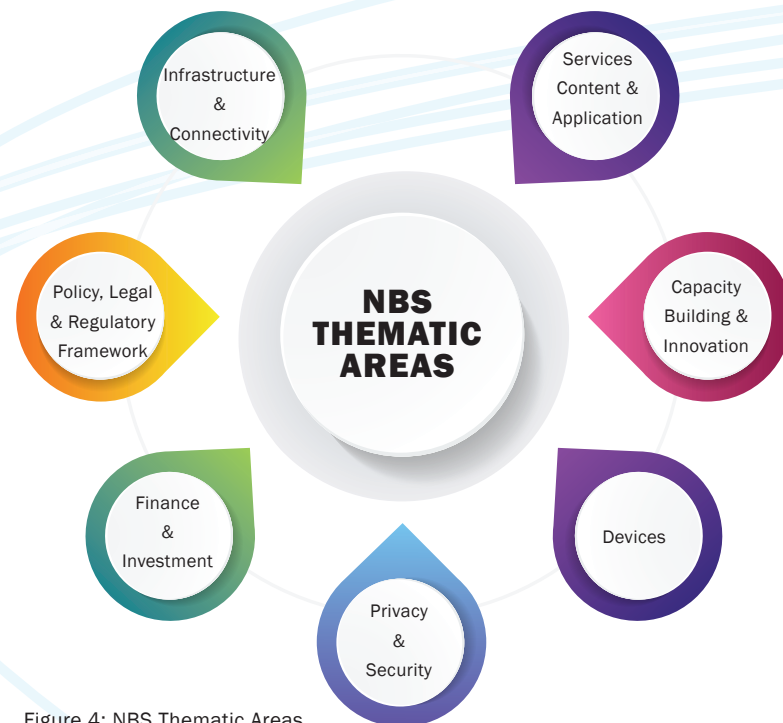 Infrastructure
&
Connectivity
Services
Content &
Application
Policy, Legal
& Regulatory
Framework
NBS
THEMATIC
AREAS
Capacity
Building &
Innovation
Finance
&
Investment
Devices
Privacy
&
Security
Figure 4: NBS Thematic Areas